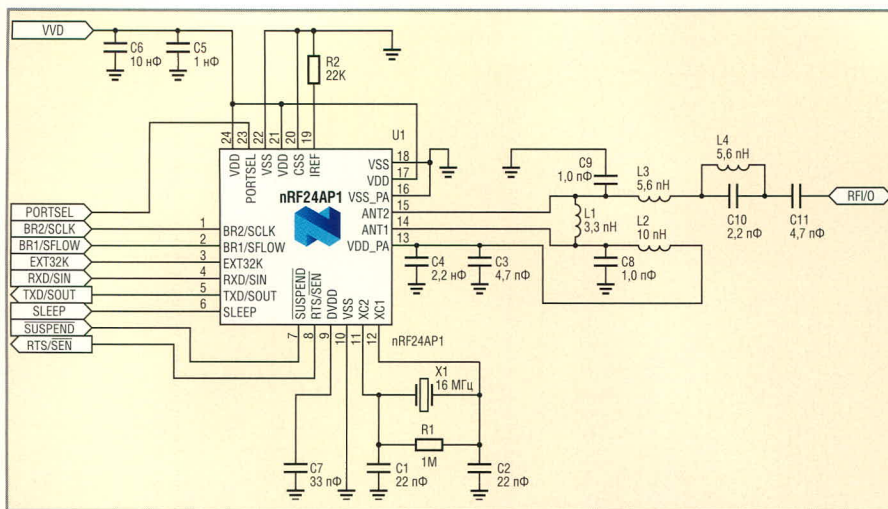 VVD
C6
10 нФ
C5
1 нФ
R2
22K
24
23
22
21
20
19
VDD
PORTSEL
VSS
VDD
CSS
IREF
U1
nRF24AP1
VSS 18
VDD 17
VSS_PA 16
ANT2 15
ANT1 14
VDD_PA 13
PORTSEL
BR2/SCLK 1 BR2/SCLK
BR1/SFLOW 2 BR1/SFLOW
EXT32K 3 EXT32K
RXD/SIN 4 RXD/SIN
TXD/SOUT 5 TXD/SOUT
SLEEP 6 SLEEP
SUSPEND
RTS/SEN
SUSPEND
RTS/SEN
DVDD
VSS
XC2
XC1
7
8
9
10
11
12
nRF24AP1
C9
1,0 пФ
L3
5,6 nH
L4
5,6 nH
C10
2,2 пФ
C11
4,7 пФ
RFI/O
L1
3,3 nH
L2
10 nH
C4
2,2 нФ
C3
4,7 пФ
C8
1,0 пФ
X1
16 МГц
R1
1M
C7
33 пФ
C1
22 пФ
C2
22 пФ